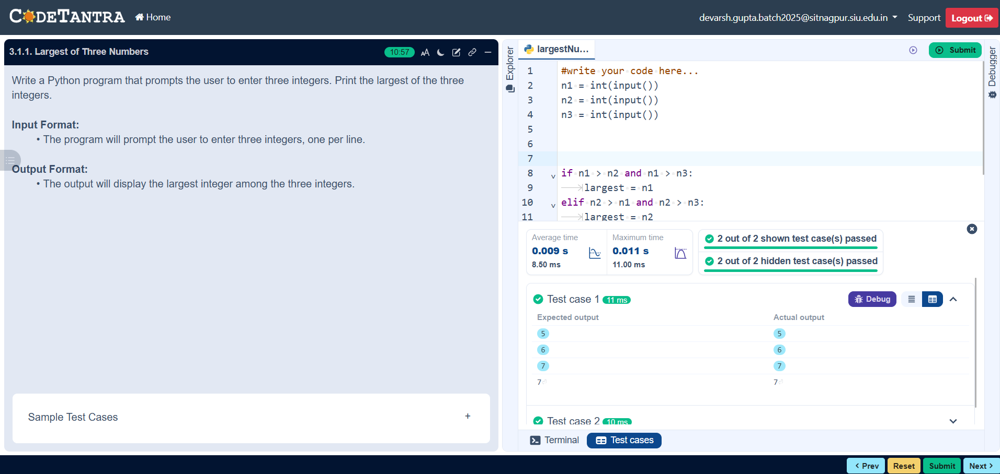 CODETANTRA Home
devarsh.gupta.batch2025@sitnagpur.siu.edu.in Support Logout
3.1.1. Largest of Three Numbers
10:57
Write a Python program that prompts the user to enter three integers. Print the largest of the three
integers.
Input Format:
• The program will prompt the user to enter three integers, one per line.
Output Format:
• The output will display the largest integer among the three integers.
Sample Test Cases
+
Explorer
largestNu...
Submit
Debugger
1 #write your code here...
2 n1 = int(input())
3 n2 = int(input())
4 n3 = int(input())
5
6
7
8 if n1 > n2 and n1 > n3:
9 largest = n1
10 elif n2 > n1 and n2 > n3:
11 largest = n2
Average time
0.009 s
8.50 ms
Maximum time
0.011 s
11.00 ms
2 out of 2 shown test case(s) passed
2 out of 2 hidden test case(s) passed
Test case 1 11 ms
Debug
Expected output Actual output
5 5
6 6
7 7
7 7
Test case 2 10 ms
Terminal Test cases
< Prev Reset Submit Next >